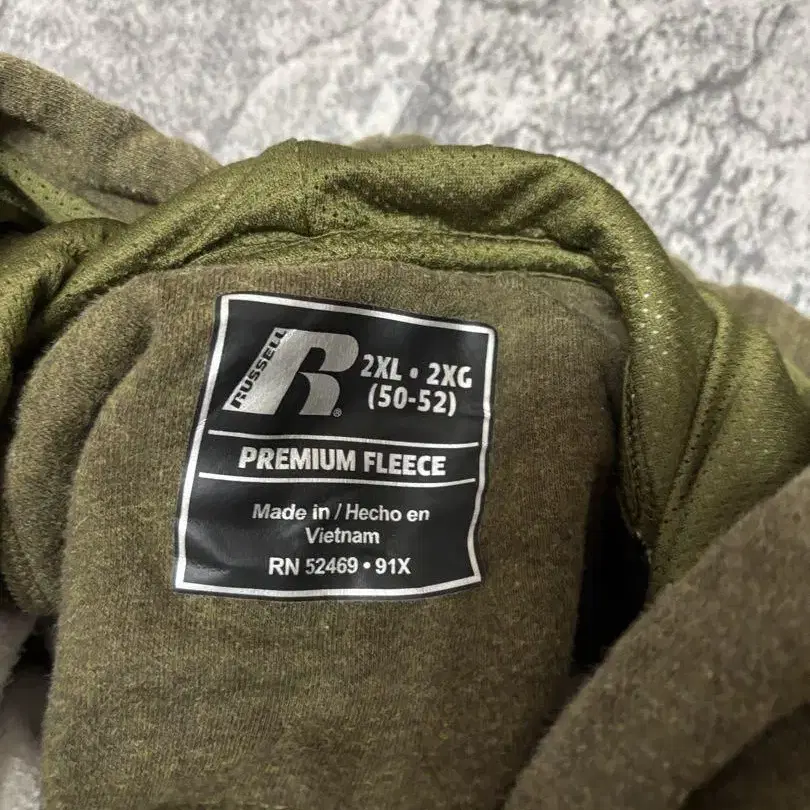 RUSSELL
R®
2XL • 2XG
(50-52)
PREMIUM FLEECE
Made in / Hecho en
Vietnam
RN 52469 • 91X